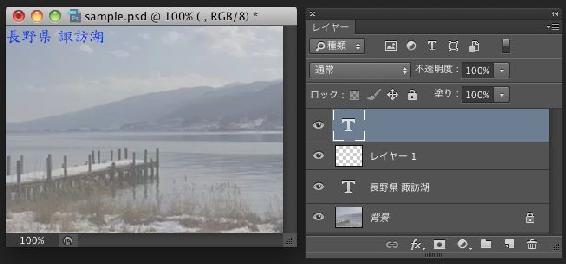 sample.psd @ 100% ( , RGB/8) *
長野県 諏訪湖
100%
レイヤー
種類
T
通常
不透明度： 100%
ロック：
塗り： 100%
T
レイヤー 1
T 長野県 諏訪湖
背景
fx